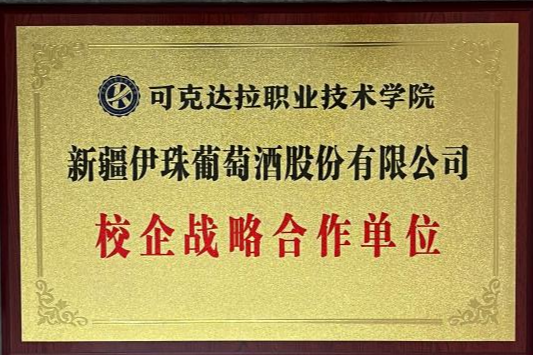 可克达拉职业技术学院
新疆伊珠葡萄酒股份有限公司
校企战略合作单位